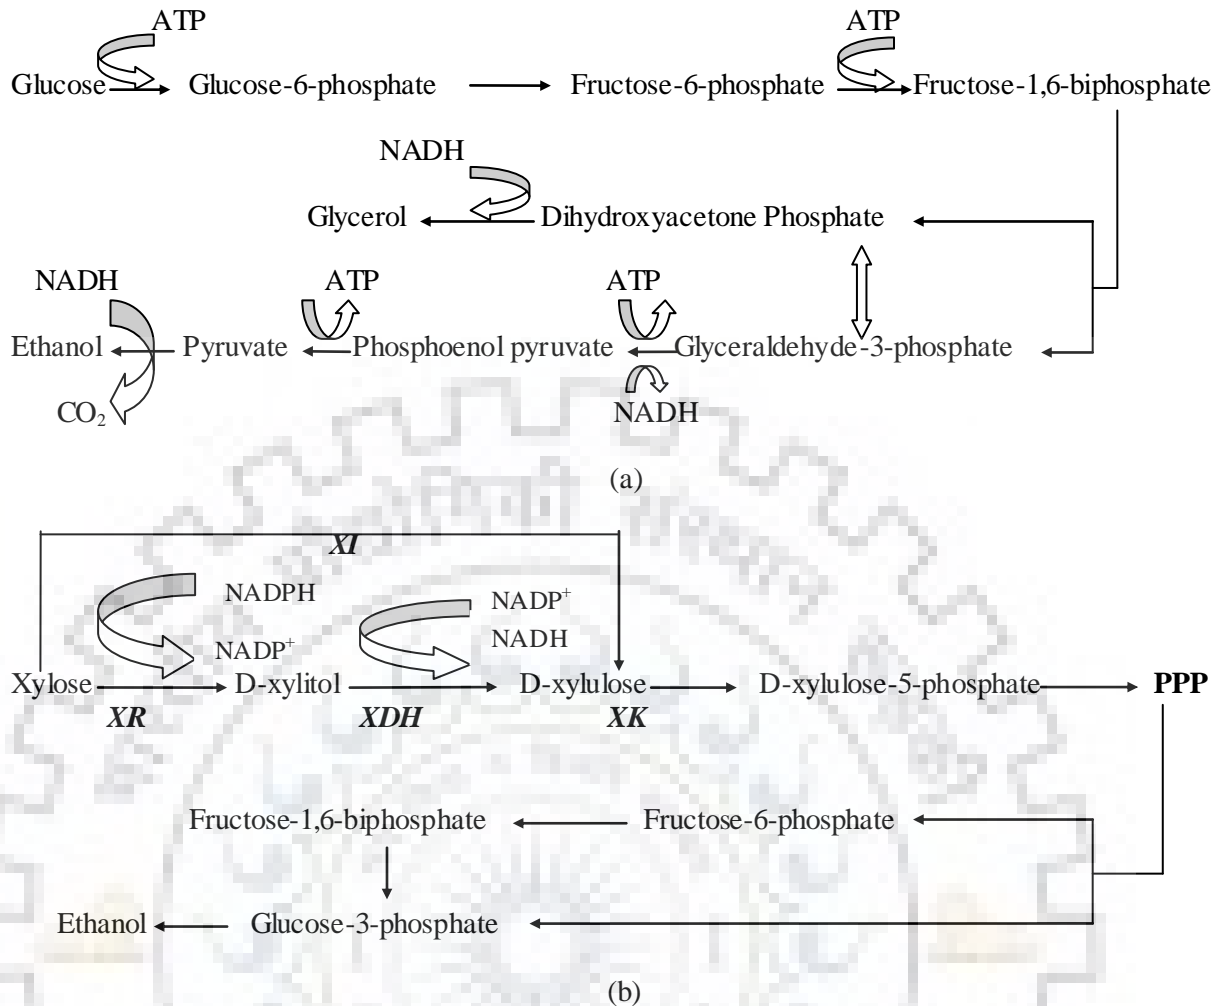 ATP ATP
Glucose Glucose-6-phosphate Fructose-6-phosphate Fructose-1,6-biphosphate
NADH
Glycerol Dihydroxyacetone Phosphate
NADH ATP ATP
Ethanol Pyruvate Phosphoenol pyruvate Glyceraldehyde-3-phosphate
CO₂ NADH
(a)
XI
NADPH NADP⁺
NADP⁺ NADH
Xylose D-xylitol D-xylulose D-xylulose-5-phosphate PPP
XR XDH XK
Fructose-1,6-biphosphate Fructose-6-phosphate
Ethanol Glucose-3-phosphate
(b)